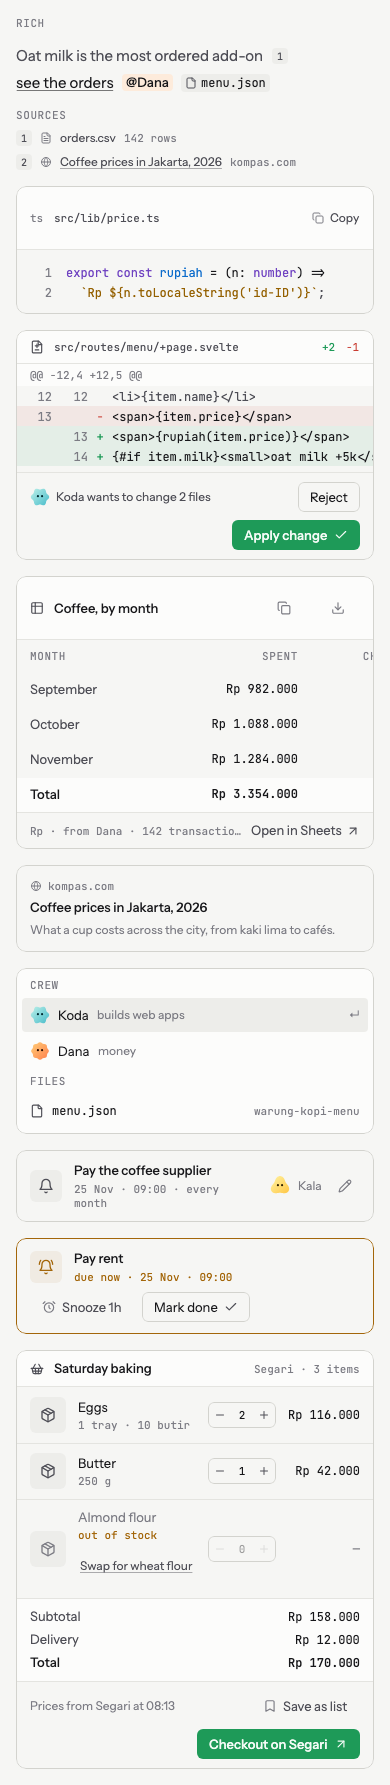 RICH
Oat milk is the most ordered add-on 1
see the orders @Dana menu.json
SOURCES
1 orders.csv 142 rows
2 Coffee prices in Jakarta, 2026 kompas.com
ts src/lib/price.ts Copy
1 export const rupiah = (n: number) =>
2 `Rp ${n.toLocaleString('id-ID')}`;
src/routes/menu/+page.svelte +2 -1
@@ -12,4 +12,5 @@
12 12 <li>{item.name}</li>
13 - <span>{item.price}</span>
13 + <span>{rupiah(item.price)}</span>
14 + {#if item.milk}<small>oat milk +5k</s
Koda wants to change 2 files Reject
Apply change
Coffee, by month
MONTH SPENT CH
September Rp 982.000
October Rp 1.088.000
November Rp 1.284.000
Total Rp 3.354.000
Rp · from Dana · 142 transactio… Open in Sheets
kompas.com
Coffee prices in Jakarta, 2026
What a cup costs across the city, from kaki lima to cafés.
CREW
Koda builds web apps
Dana money
FILES
menu.json warung-kopi-menu
Pay the coffee supplier
25 Nov · 09:00 · every
month
Kala
Pay rent
due now · 25 Nov · 09:00
Snooze 1h Mark done
Saturday baking Segari · 3 items
Eggs
1 tray · 10 butir
− 2 + Rp 116.000
Butter
250 g
− 1 + Rp 42.000
Almond flour
out of stock
Swap for wheat flour
− 0 + –
Subtotal Rp 158.000
Delivery Rp 12.000
Total Rp 170.000
Prices from Segari at 08:13 Save as list
Checkout on Segari